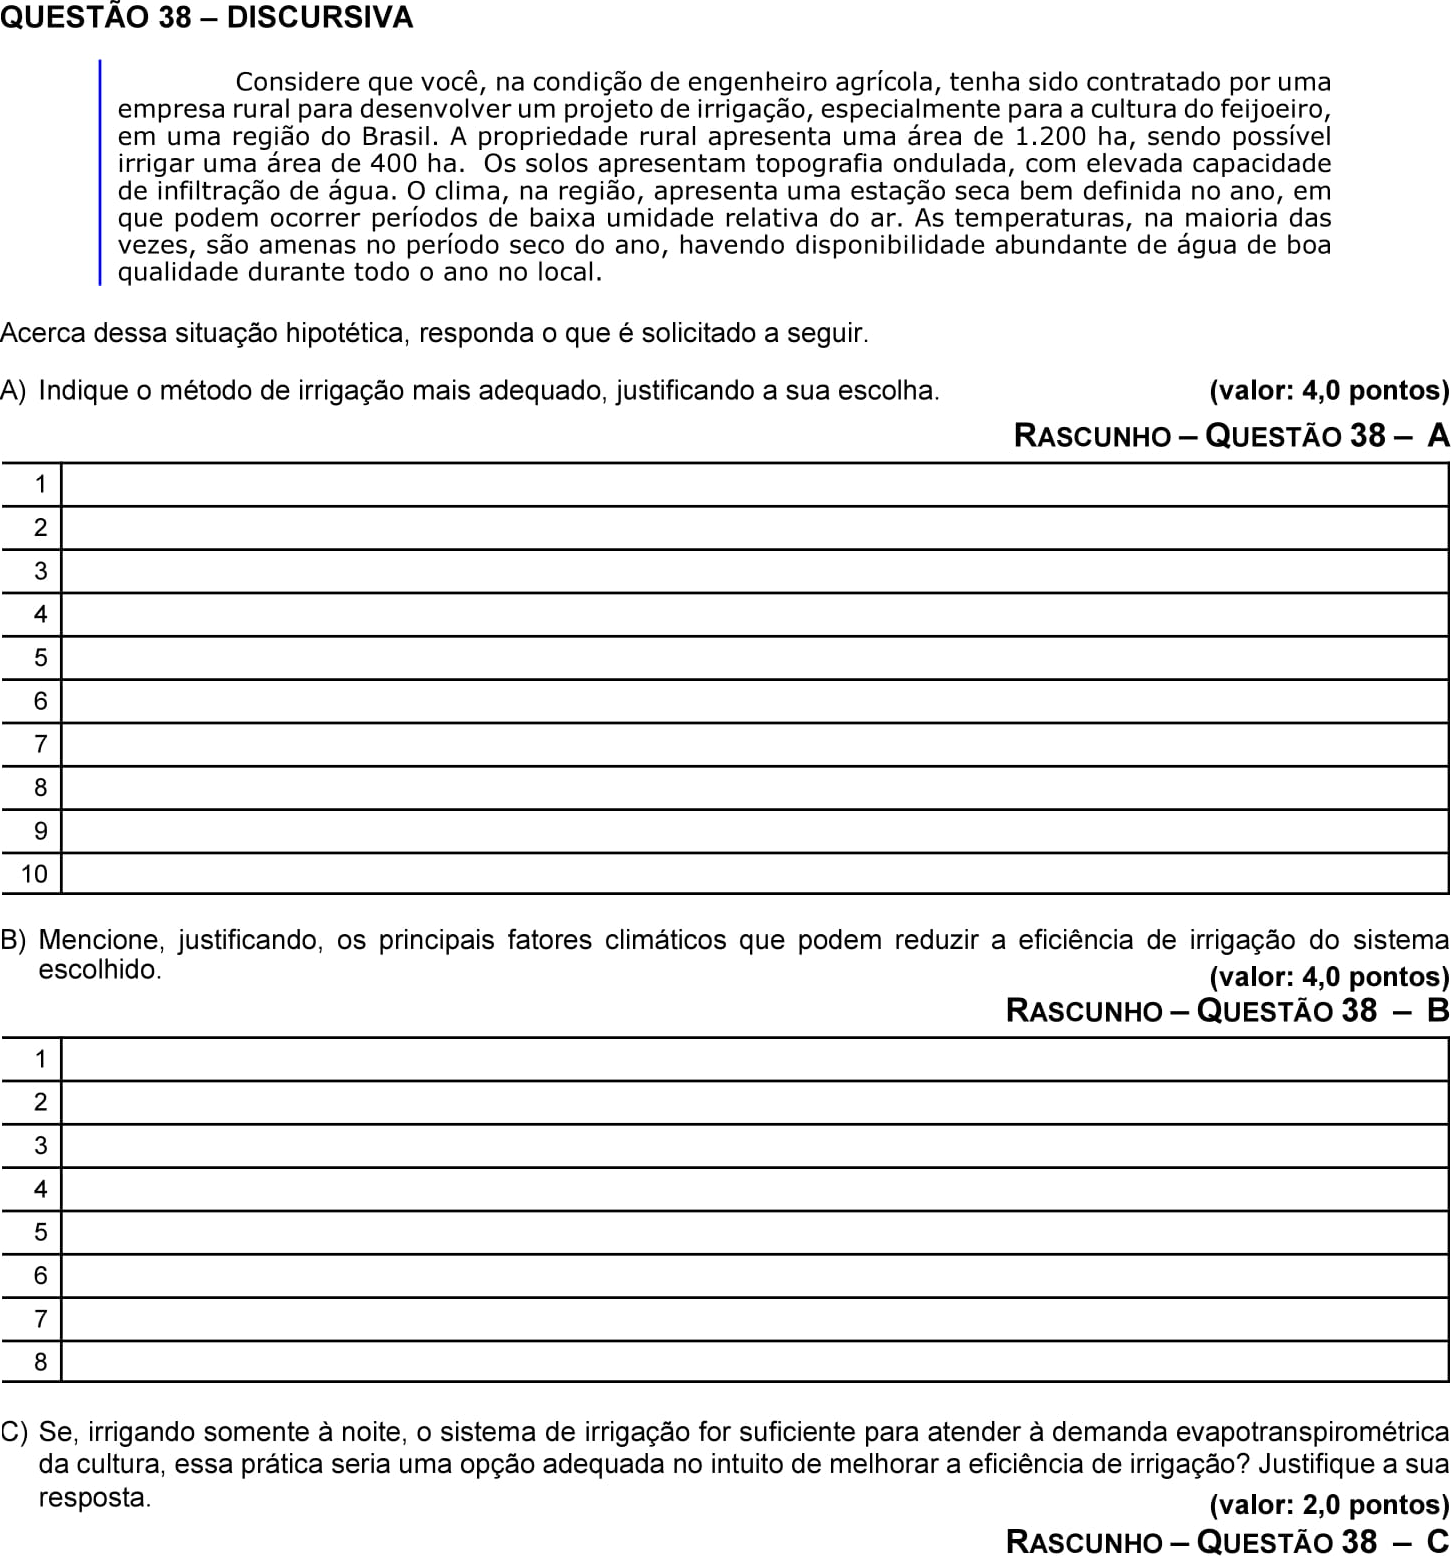 QUESTÃO 38 – DISCURSIVA
Considere que você, na condição de engenheiro agrícola, tenha sido contratado por uma
empresa rural para desenvolver um projeto de irrigação, especialmente para a cultura do feijoeiro,
em uma região do Brasil. A propriedade rural apresenta uma área de 1.200 ha, sendo possível
irrigar uma área de 400 ha. Os solos apresentam topografia ondulada, com elevada capacidade
de infiltração de água. O clima, na região, apresenta uma estação seca bem definida no ano, em
que podem ocorrer períodos de baixa umidade relativa do ar. As temperaturas, na maioria das
vezes, são amenas no período seco do ano, havendo disponibilidade abundante de água de boa
qualidade durante todo o ano no local.
Acerca dessa situação hipotética, responda o que é solicitado a seguir.
A) Indique o método de irrigação mais adequado, justificando a sua escolha. (valor: 4,0 pontos)
RASCUNHO – QUESTÃO 38 – A
1
2
3
4
5
6
7
8
9
10
B) Mencione, justificando, os principais fatores climáticos que podem reduzir a eficiência de irrigação do sistema
escolhido. (valor: 4,0 pontos)
RASCUNHO – QUESTÃO 38 – B
1
2
3
4
5
6
7
8
C) Se, irrigando somente à noite, o sistema de irrigação for suficiente para atender à demanda evapotranspirométrica
da cultura, essa prática seria uma opção adequada no intuito de melhorar a eficiência de irrigação? Justifique a sua
resposta. (valor: 2,0 pontos)
RASCUNHO – QUESTÃO 38 – C